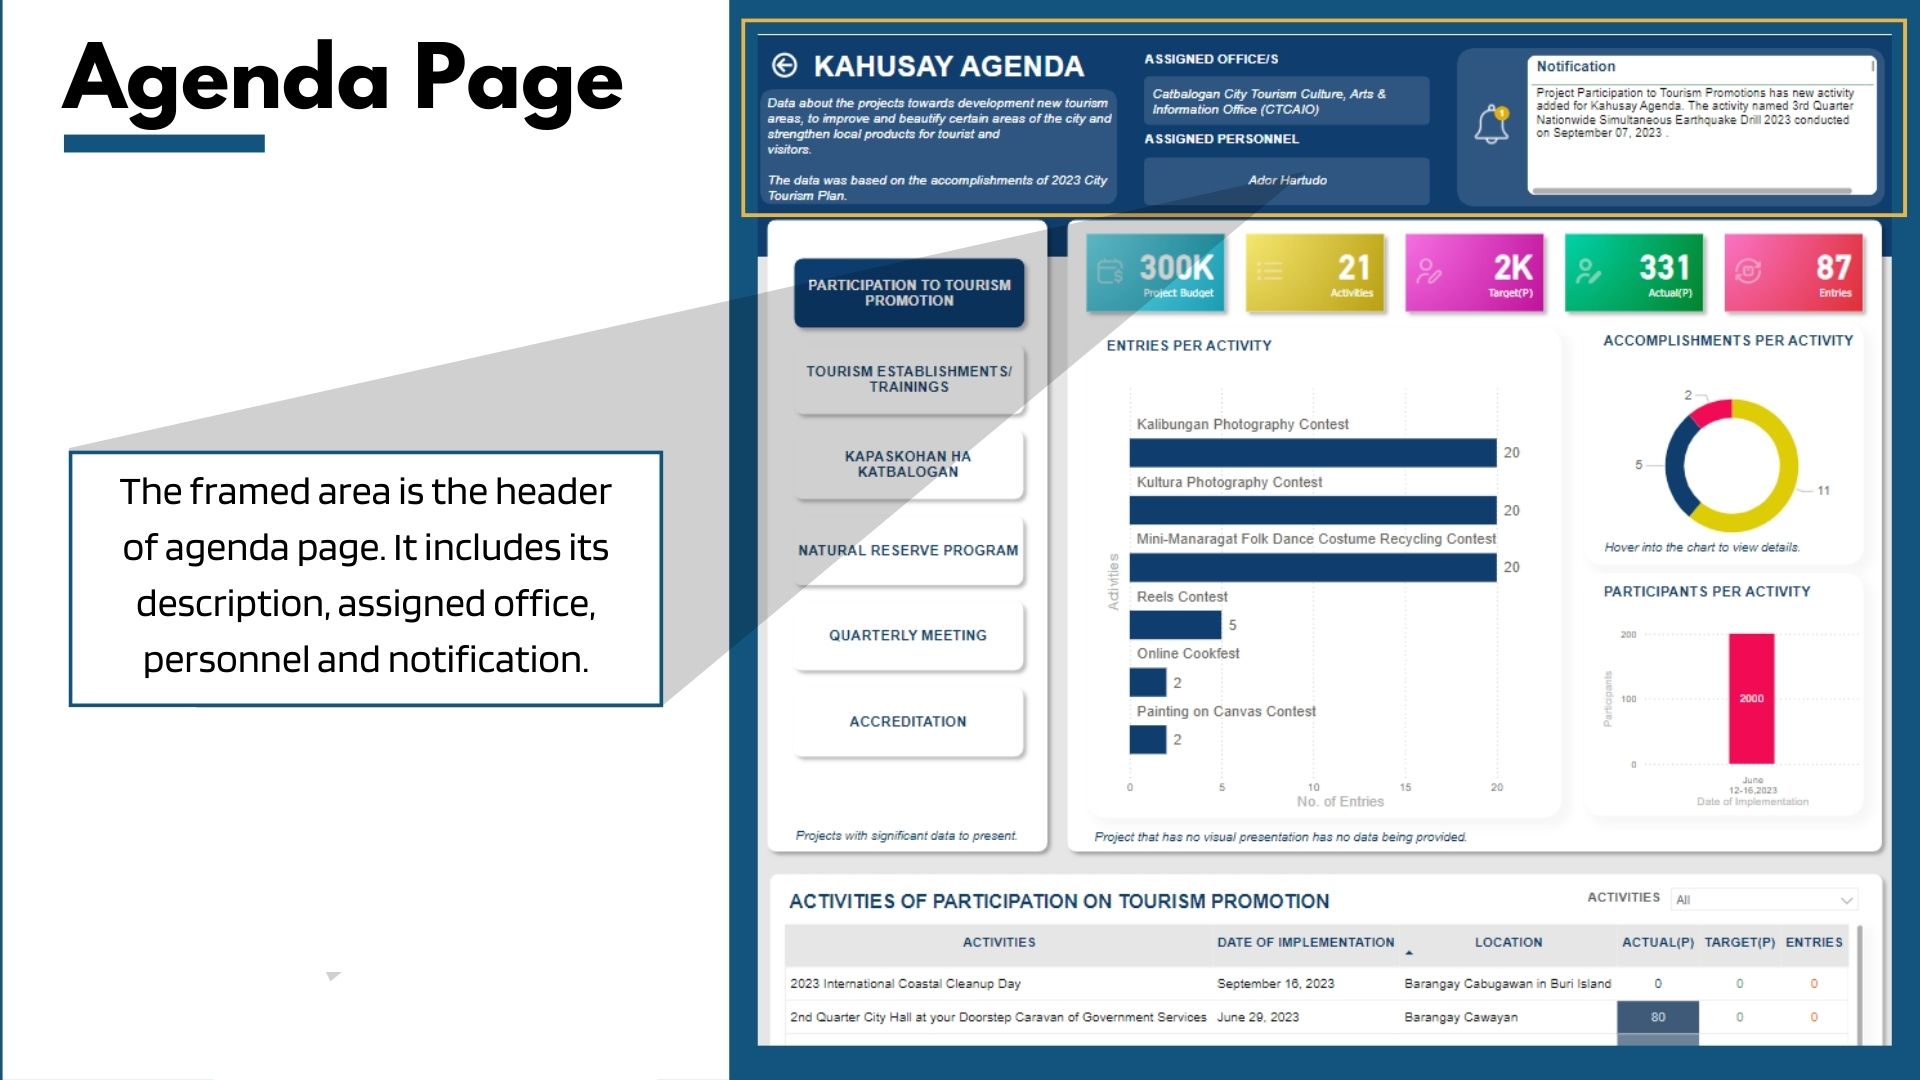 Agenda Page
The framed area is the header
of agenda page. It includes its
description, assigned office,
personnel and notification.
KAHUSAY AGENDA
Data about the projects towards development new tourism
areas, to improve and beautify certain areas of the city and
strengthen local products for tourist and
visitors.
The data was based on the accomplishments of 2023 City
Tourism Plan.
ASSIGNED OFFICE/S
Catbalogan City Tourism Culture, Arts &
Information Office (CTCAIO)
ASSIGNED PERSONNEL
Ador Hartudo
1
Notification
Project Participation to Tourism Promotions has new activity
added for Kahusay Agenda. The activity named 3rd Quarter
Nationwide Simultaneous Earthquake Drill 2023 conducted
on September 07, 2023 .
PARTICIPATION TO TOURISM
PROMOTION
TOURISM ESTABLISHMENTS/
TRAININGS
KAPASKOHAN HA
KATBALOGAN
NATURAL RESERVE PROGRAM
QUARTERLY MEETING
ACCREDITATION
Projects with significant data to present.
300K
Project Budget
21
Activities
2K
Target(P)
331
Actual(P)
87
Entries
ENTRIES PER ACTIVITY
Activities
Kalibungan Photography Contest
20
Kultura Photography Contest
20
Mini-Manaragat Folk Dance Costume Recycling Contest
20
Reels Contest
5
Online Cookfest
2
Painting on Canvas Contest
2
0 5 10 15 20
No. of Entries
Project that has no visual presentation has no data being provided.
ACCOMPLISHMENTS PER ACTIVITY
2
5
11
Hover into the chart to view details.
PARTICIPANTS PER ACTIVITY
Participants
200
100
0
2000
June
12-16,2023
Date of Implementation
ACTIVITIES OF PARTICIPATION ON TOURISM PROMOTION
ACTIVITIES All
ACTIVITIES DATE OF IMPLEMENTATION LOCATION ACTUAL(P) TARGET(P) ENTRIES
2023 International Coastal Cleanup Day September 16, 2023 Barangay Cabugawan in Buri Island 0 0 0
2nd Quarter City Hall at your Doorstep Caravan of Government Services June 29, 2023 Barangay Cawayan 80 0 0